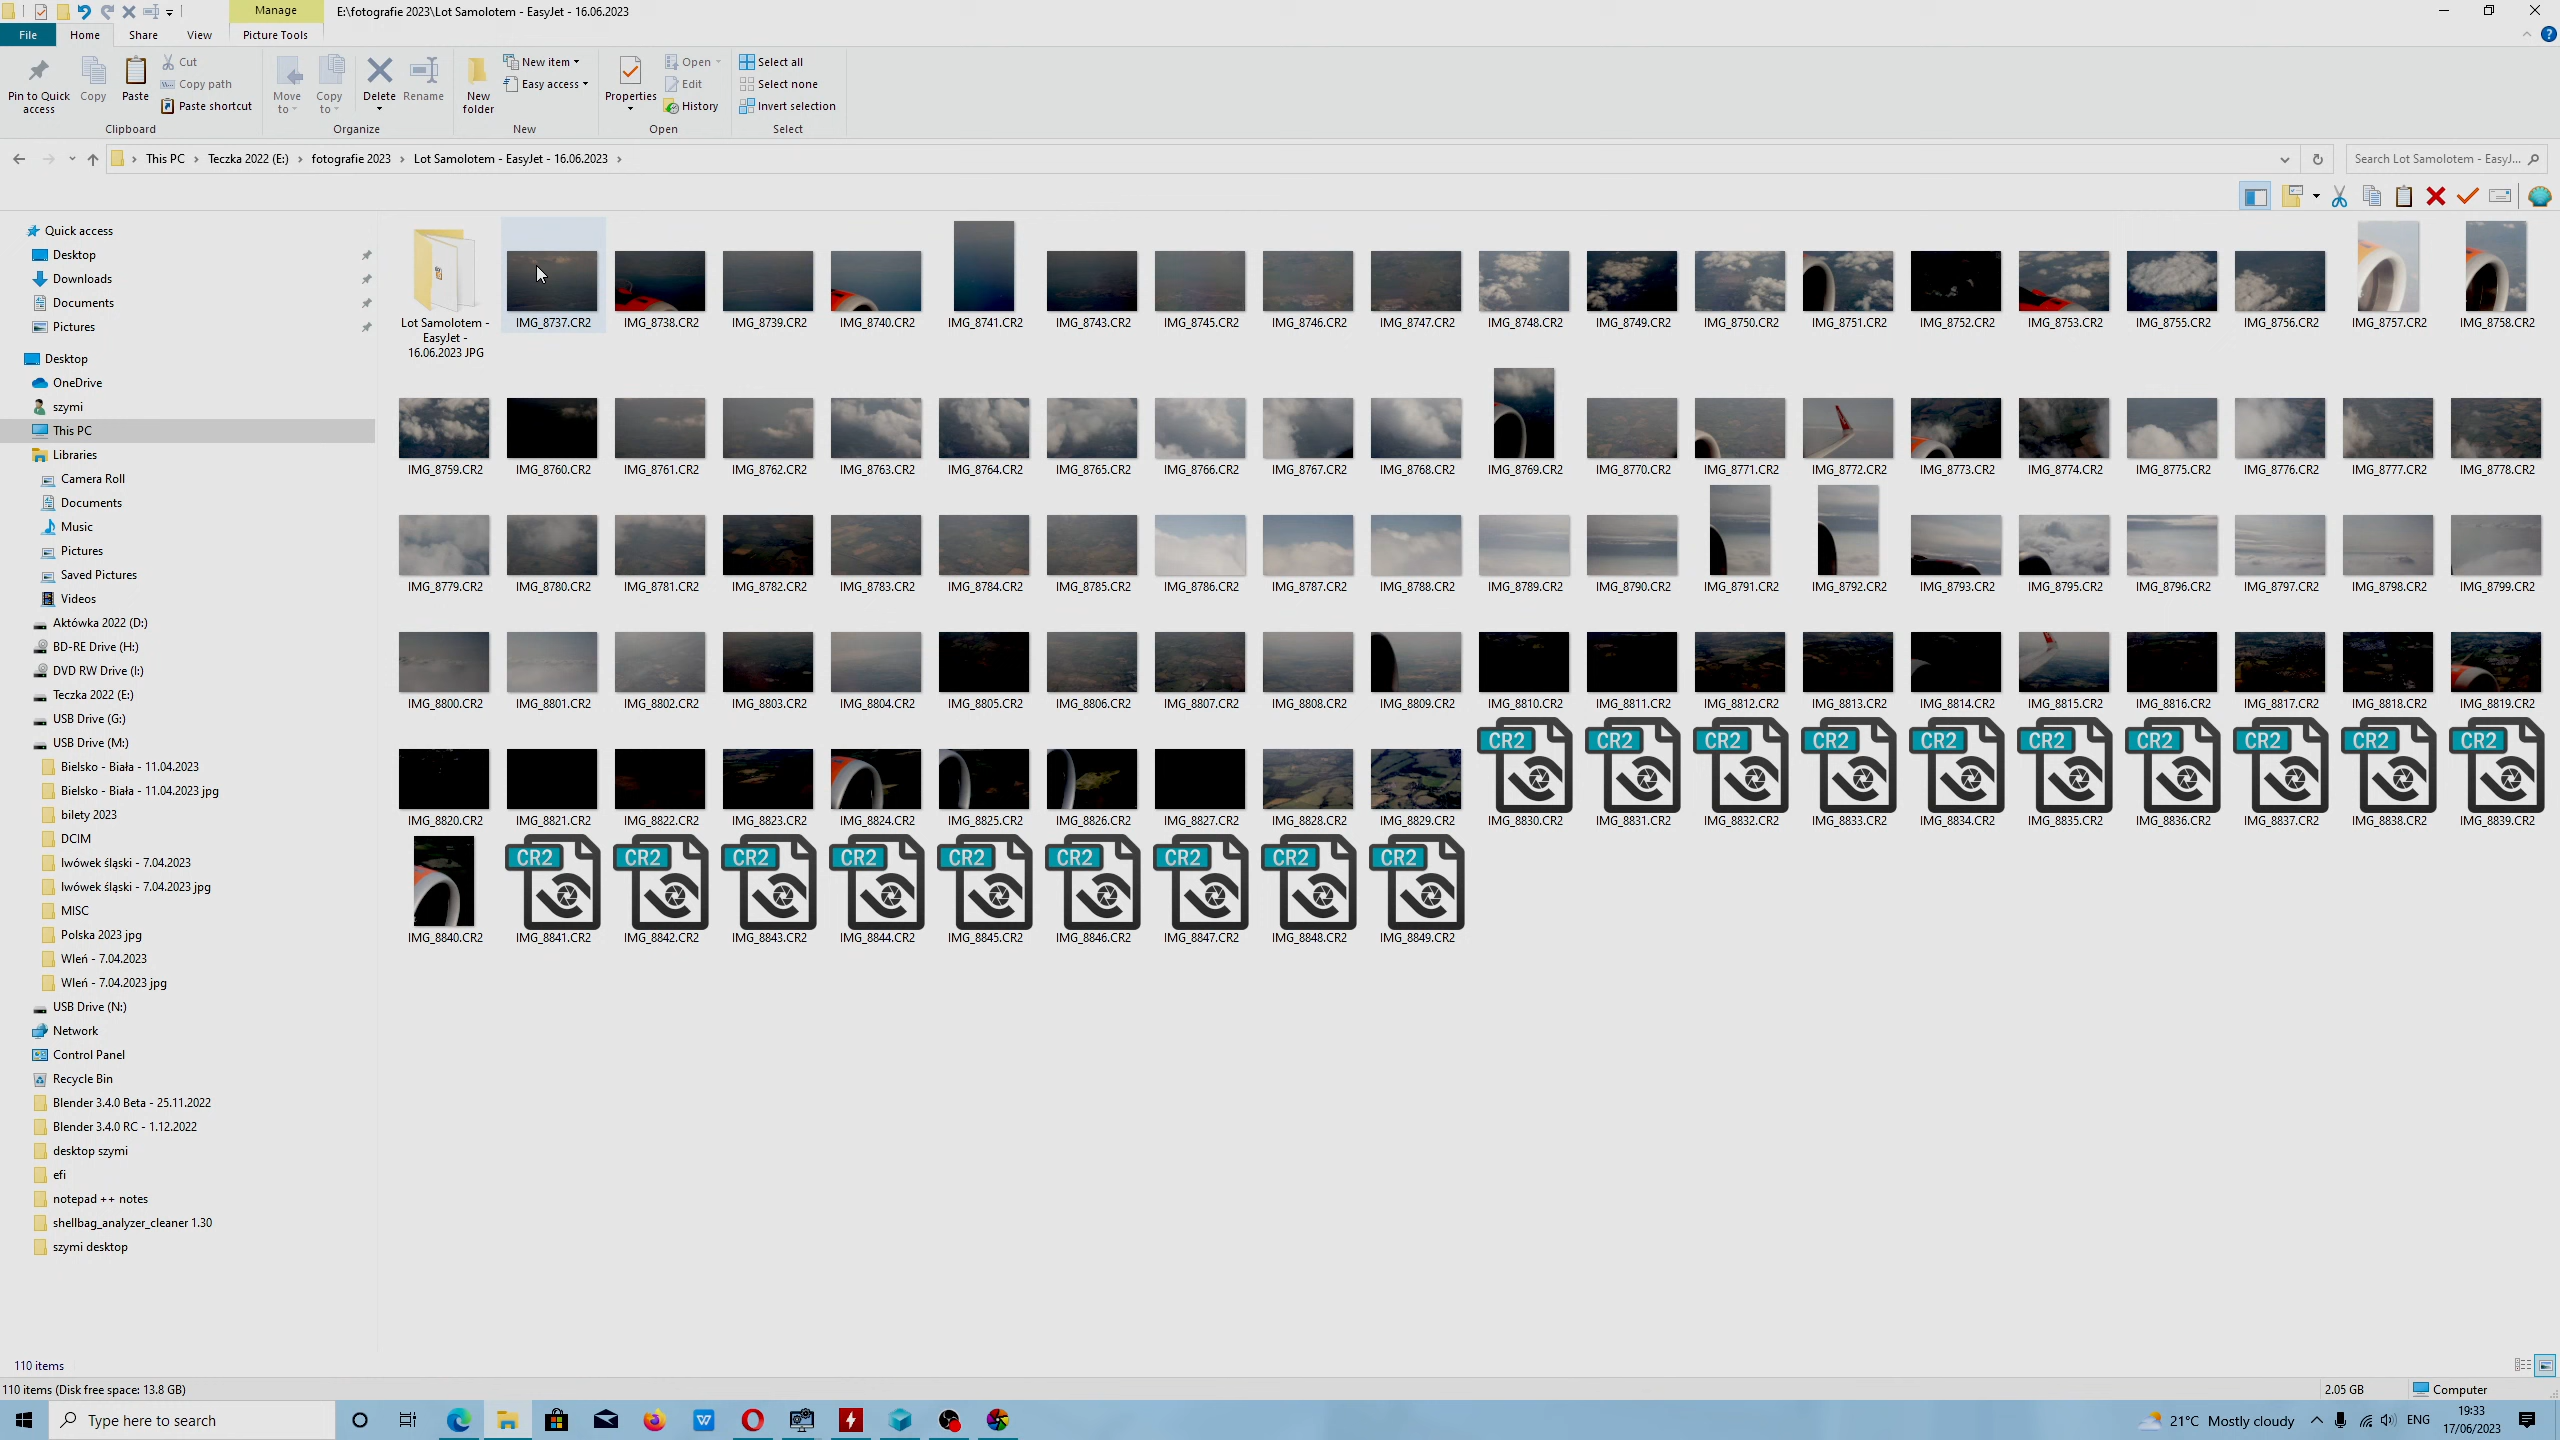 Manage
E:\fotografie 2023\Lot Samolotem - EasyJet - 16.06.2023
File
Home
Share
View
Picture Tools
Pin to Quick access
Copy
Paste
Cut
Copy path
Paste shortcut
Move to
Copy to
Delete
Rename
New folder
New item
Easy access
Properties
Open
Edit
History
Select all
Select none
Invert selection
Clipboard
Organize
New
Open
Select
This PC
Teczka 2022 (E:)
fotografie 2023
Lot Samolotem - EasyJet - 16.06.2023
Search Lot Samolotem - EasyJ...
Quick access
Desktop
Downloads
Documents
Pictures
Desktop
OneDrive
szymi
This PC
Libraries
Camera Roll
Documents
Music
Pictures
Saved Pictures
Videos
Aktówka 2022 (D:)
BD-RE Drive (H:)
DVD RW Drive (I:)
Teczka 2022 (E:)
USB Drive (G:)
USB Drive (M:)
Bielsko - Biała - 11.04.2023
Bielsko - Biała - 11.04.2023 jpg
bilety 2023
DCIM
lwówek śląski - 7.04.2023
lwówek śląski - 7.04.2023 jpg
MISC
Polska 2023 jpg
Wleń - 7.04.2023
Wleń - 7.04.2023 jpg
USB Drive (N:)
Network
Control Panel
Recycle Bin
Blender 3.4.0 Beta - 25.11.2022
Blender 3.4.0 RC - 1.12.2022
desktop szymi
efi
notepad ++ notes
shellbag_analyzer_cleaner 1.30
szymi desktop
Lot Samolotem -
EasyJet -
16.06.2023 JPG
IMG_8737.CR2 IMG_8738.CR2 IMG_8739.CR2 IMG_8740.CR2 IMG_8741.CR2 IMG_8743.CR2 IMG_8745.CR2 IMG_8746.CR2 IMG_8747.CR2 IMG_8748.CR2 IMG_8749.CR2 IMG_8750.CR2 IMG_8751.CR2 IMG_8752.CR2 IMG_8753.CR2 IMG_8755.CR2 IMG_8756.CR2 IMG_8757.CR2 IMG_8758.CR2
IMG_8759.CR2 IMG_8760.CR2 IMG_8761.CR2 IMG_8762.CR2 IMG_8763.CR2 IMG_8764.CR2 IMG_8765.CR2 IMG_8766.CR2 IMG_8767.CR2 IMG_8768.CR2 IMG_8769.CR2 IMG_8770.CR2 IMG_8771.CR2 IMG_8772.CR2 IMG_8773.CR2 IMG_8774.CR2 IMG_8775.CR2 IMG_8776.CR2 IMG_8777.CR2 IMG_8778.CR2
IMG_8779.CR2 IMG_8780.CR2 IMG_8781.CR2 IMG_8782.CR2 IMG_8783.CR2 IMG_8784.CR2 IMG_8785.CR2 IMG_8786.CR2 IMG_8787.CR2 IMG_8788.CR2 IMG_8789.CR2 IMG_8790.CR2 IMG_8791.CR2 IMG_8792.CR2 IMG_8793.CR2 IMG_8795.CR2 IMG_8796.CR2 IMG_8797.CR2 IMG_8798.CR2 IMG_8799.CR2
IMG_8800.CR2 IMG_8801.CR2 IMG_8802.CR2 IMG_8803.CR2 IMG_8804.CR2 IMG_8805.CR2 IMG_8806.CR2 IMG_8807.CR2 IMG_8808.CR2 IMG_8809.CR2 IMG_8810.CR2 IMG_8811.CR2 IMG_8812.CR2 IMG_8813.CR2 IMG_8814.CR2 IMG_8815.CR2 IMG_8816.CR2 IMG_8817.CR2 IMG_8818.CR2 IMG_8819.CR2
CR2 CR2 CR2 CR2 CR2 CR2 CR2 CR2 CR2 CR2
IMG_8820.CR2 IMG_8821.CR2 IMG_8822.CR2 IMG_8823.CR2 IMG_8824.CR2 IMG_8825.CR2 IMG_8826.CR2 IMG_8827.CR2 IMG_8828.CR2 IMG_8829.CR2 IMG_8830.CR2 IMG_8831.CR2 IMG_8832.CR2 IMG_8833.CR2 IMG_8834.CR2 IMG_8835.CR2 IMG_8836.CR2 IMG_8837.CR2 IMG_8838.CR2 IMG_8839.CR2
CR2 CR2 CR2 CR2 CR2 CR2 CR2 CR2 CR2
IMG_8840.CR2 IMG_8841.CR2 IMG_8842.CR2 IMG_8843.CR2 IMG_8844.CR2 IMG_8845.CR2 IMG_8846.CR2 IMG_8847.CR2 IMG_8848.CR2 IMG_8849.CR2
110 items
110 items (Disk free space: 13.8 GB)
2.05 GB
Computer
Type here to search
21°C Mostly cloudy
ENG
19:33
17/06/2023